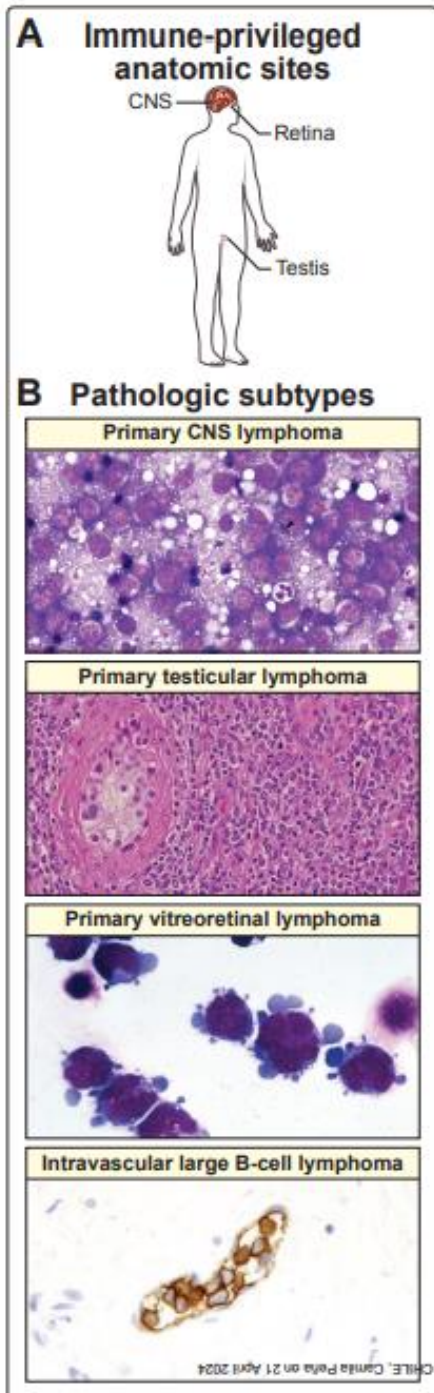 A Immune-privileged
anatomic sites
CNS
Retina
Testis
B Pathologic subtypes
Primary CNS lymphoma
Primary testicular lymphoma
Primary vitreoretinal lymphoma
Intravascular large B-cell lymphoma
CHILE, Camila Peña on 21 April 2024